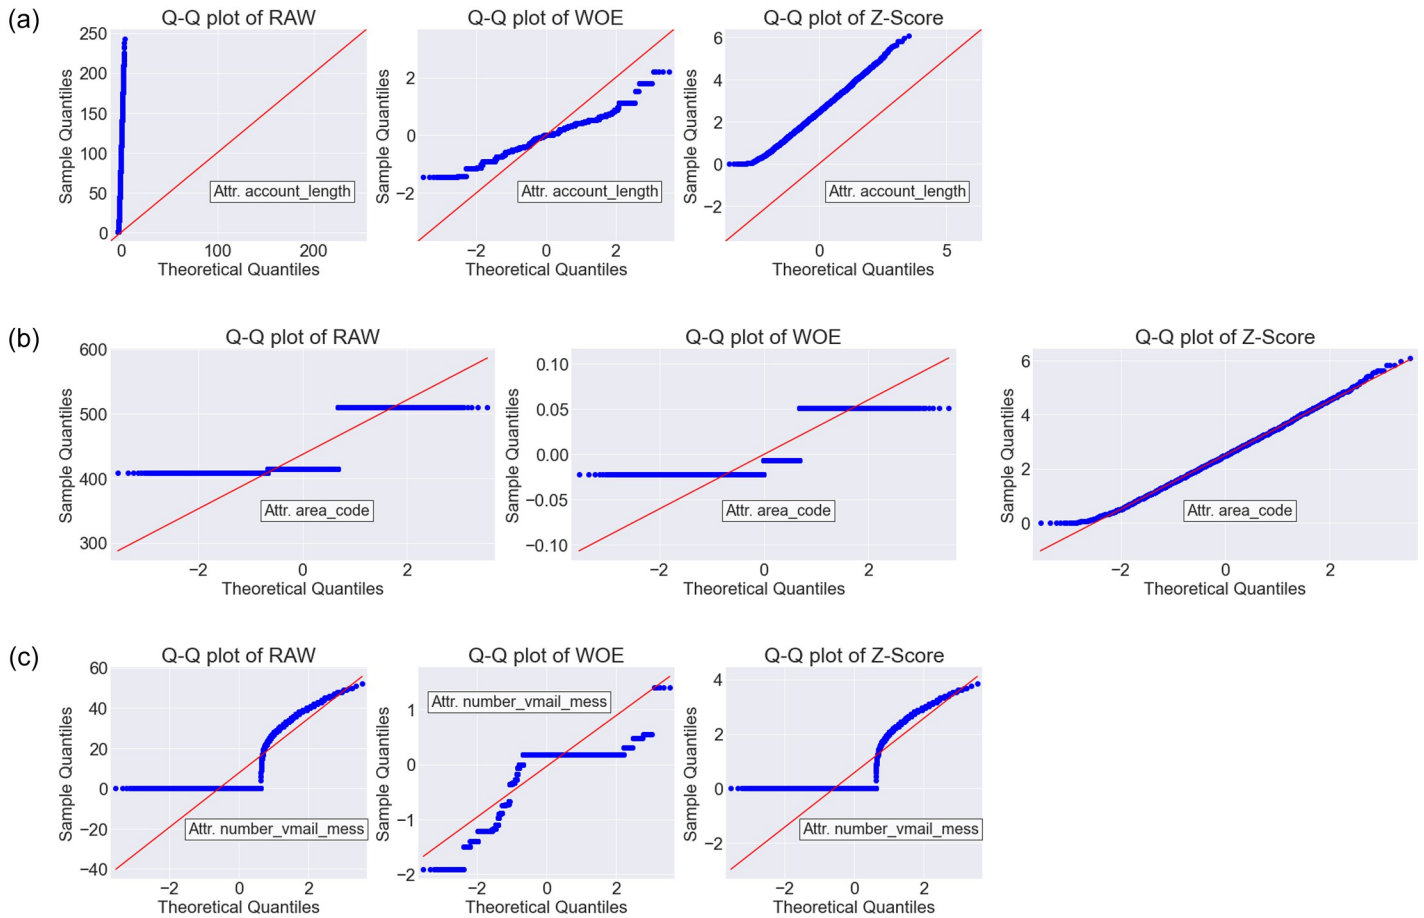 (a)
Q-Q plot of RAW
Q-Q plot of WOE
Q-Q plot of Z-Score
Sample Quantiles
250
200
150
100
50
0
Attr. account_length
0
100
200
Theoretical Quantiles
Sample Quantiles
2
0
−2
Attr. account_length
−2
0
2
Theoretical Quantiles
Sample Quantiles
6
4
2
0
−2
Attr. account_length
0
5
Theoretical Quantiles
(b)
Q-Q plot of RAW
Q-Q plot of WOE
Q-Q plot of Z-Score
Sample Quantiles
600
500
400
300
Attr. area_code
−2
0
2
Theoretical Quantiles
Sample Quantiles
0.10
0.05
0.00
−0.05
−0.10
Attr. area_code
−2
0
2
Theoretical Quantiles
Sample Quantiles
6
4
2
0
Attr. area_code
−2
0
2
Theoretical Quantiles
(c)
Q-Q plot of RAW
Q-Q plot of WOE
Q-Q plot of Z-Score
Sample Quantiles
60
40
20
0
−20
−40
Attr. number_vmail_mess
−2
0
2
Theoretical Quantiles
Sample Quantiles
1
0
−1
−2
Attr. number_vmail_mess
−2
0
2
Theoretical Quantiles
Sample Quantiles
4
2
0
−2
Attr. number_vmail_mess
−2
0
2
Theoretical Quantiles